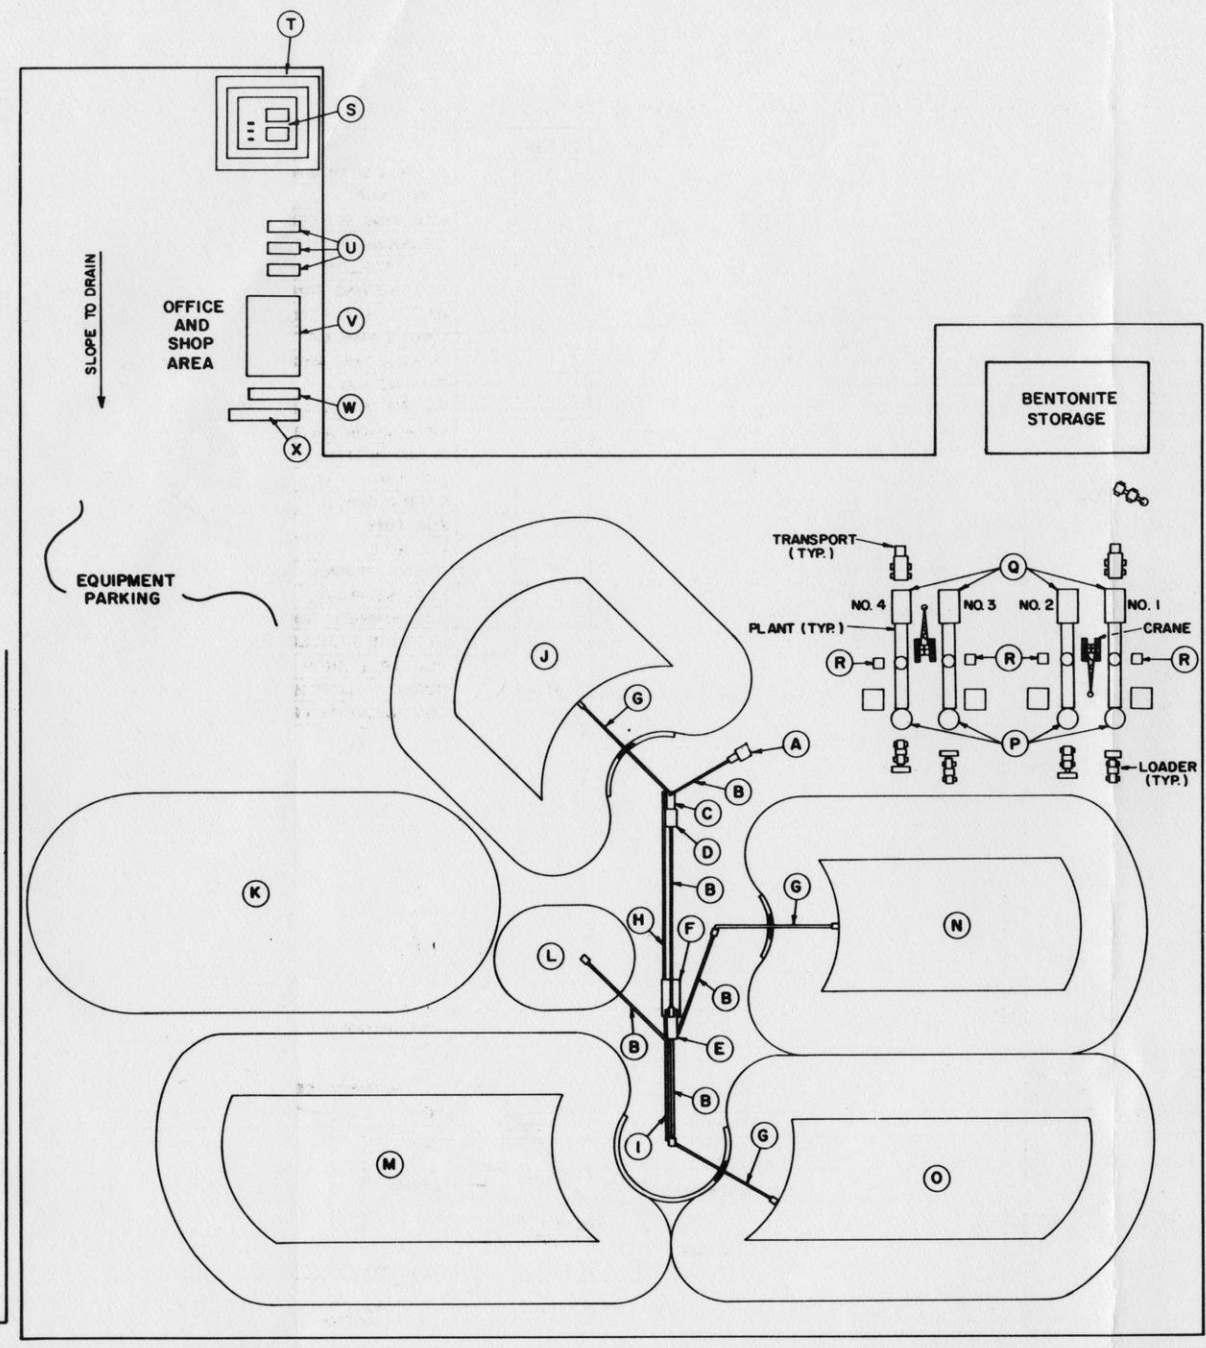 T
S
U
SLOPE TO DRAIN
OFFICE
AND
SHOP
AREA
V
W
X
BENTONITE
STORAGE
EQUIPMENT
PARKING
TRANSPORT
(TYP.)
Q
NO. 4
NO. 3
NO. 2
NO. 1
PLANT (TYP.)
CRANE
R
R
R
J
G
A
P
LOADER
(TYP.)
B
C
D
K
B
G
H
F
L
N
B
B
E
B
I
G
M
O